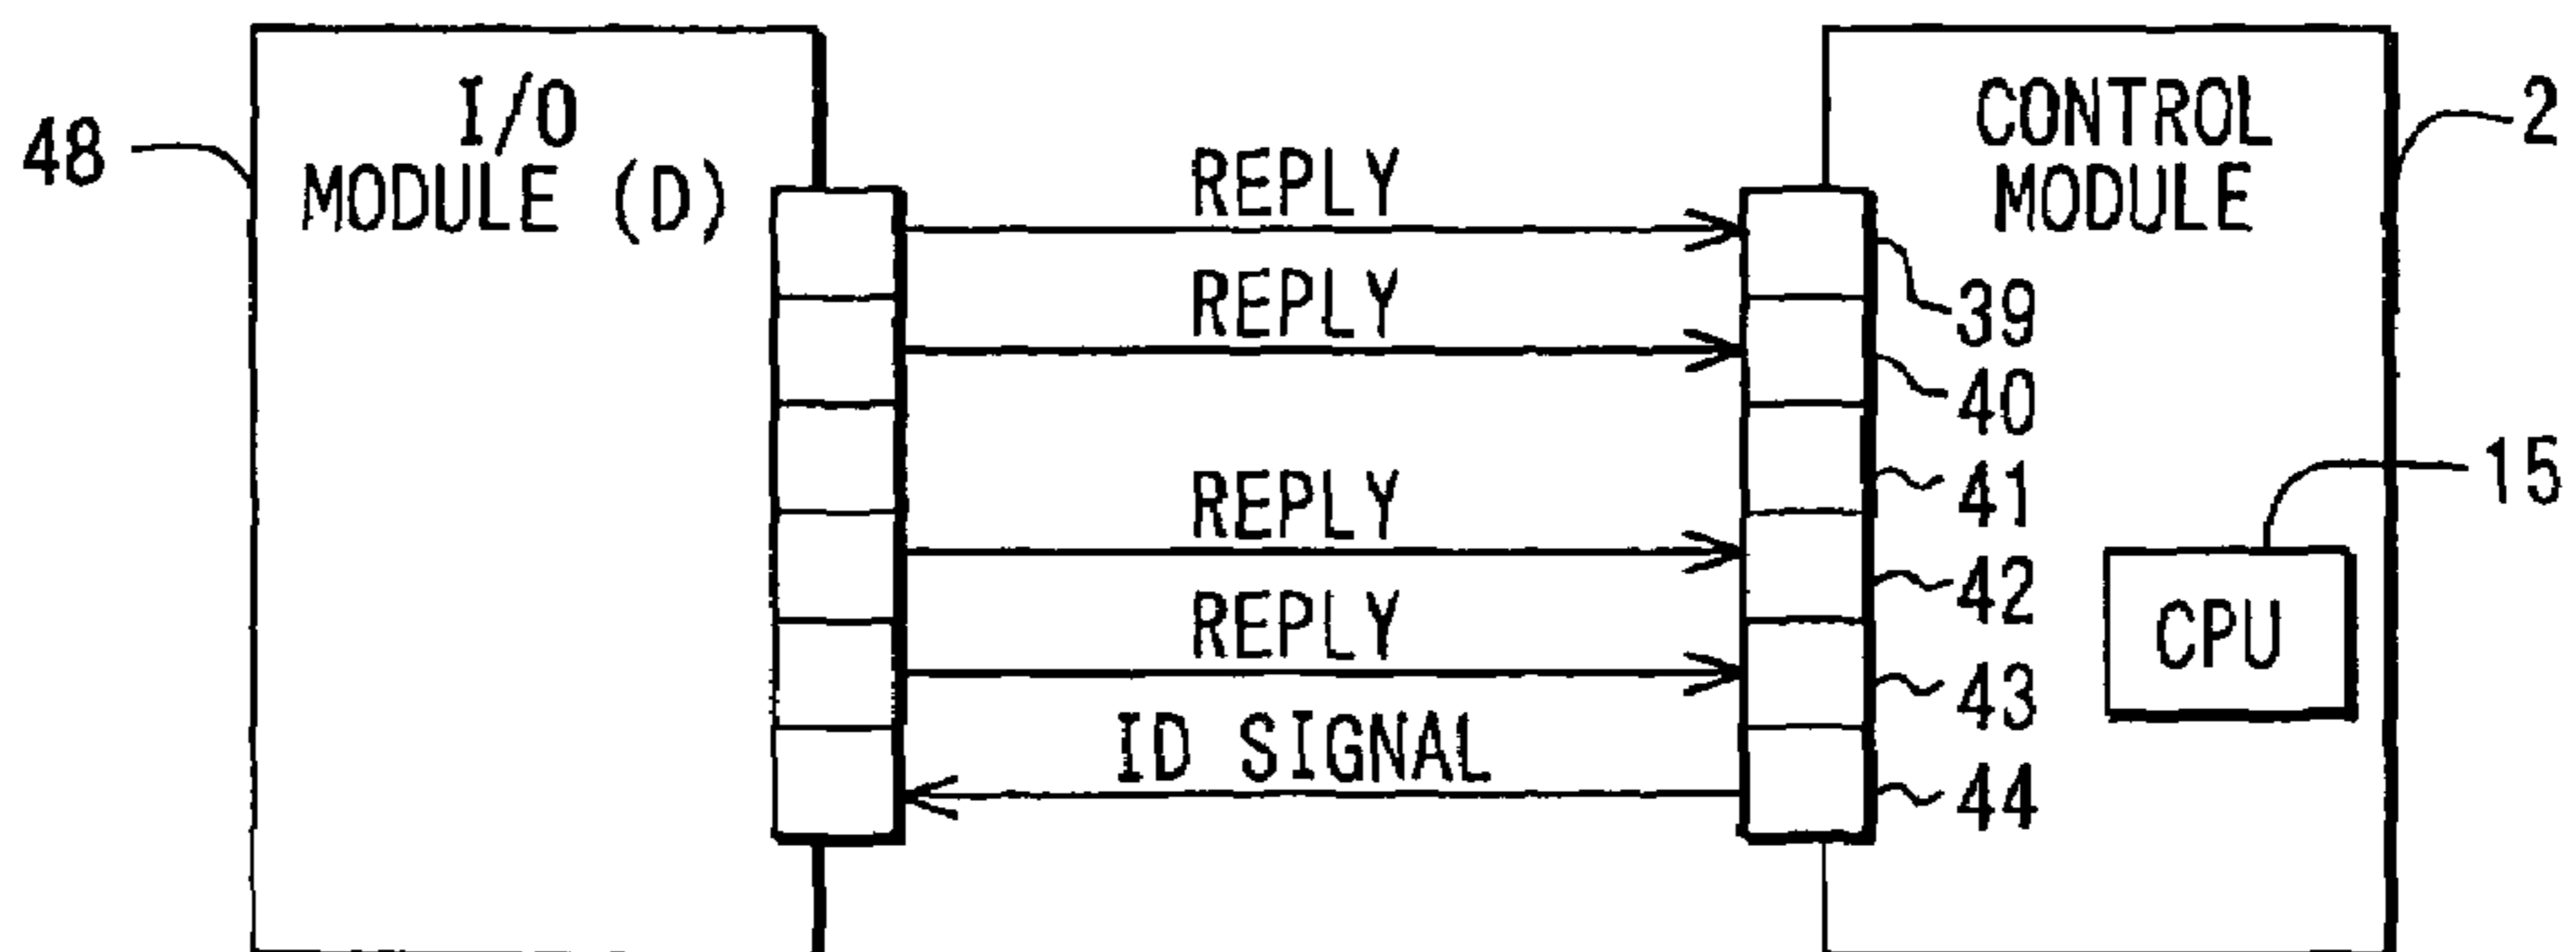 I/O
MODULE (D)
48
CONTROL
MODULE
2
REPLY
39
REPLY
40
41
REPLY
42
15
CPU
REPLY
43
ID SIGNAL
44